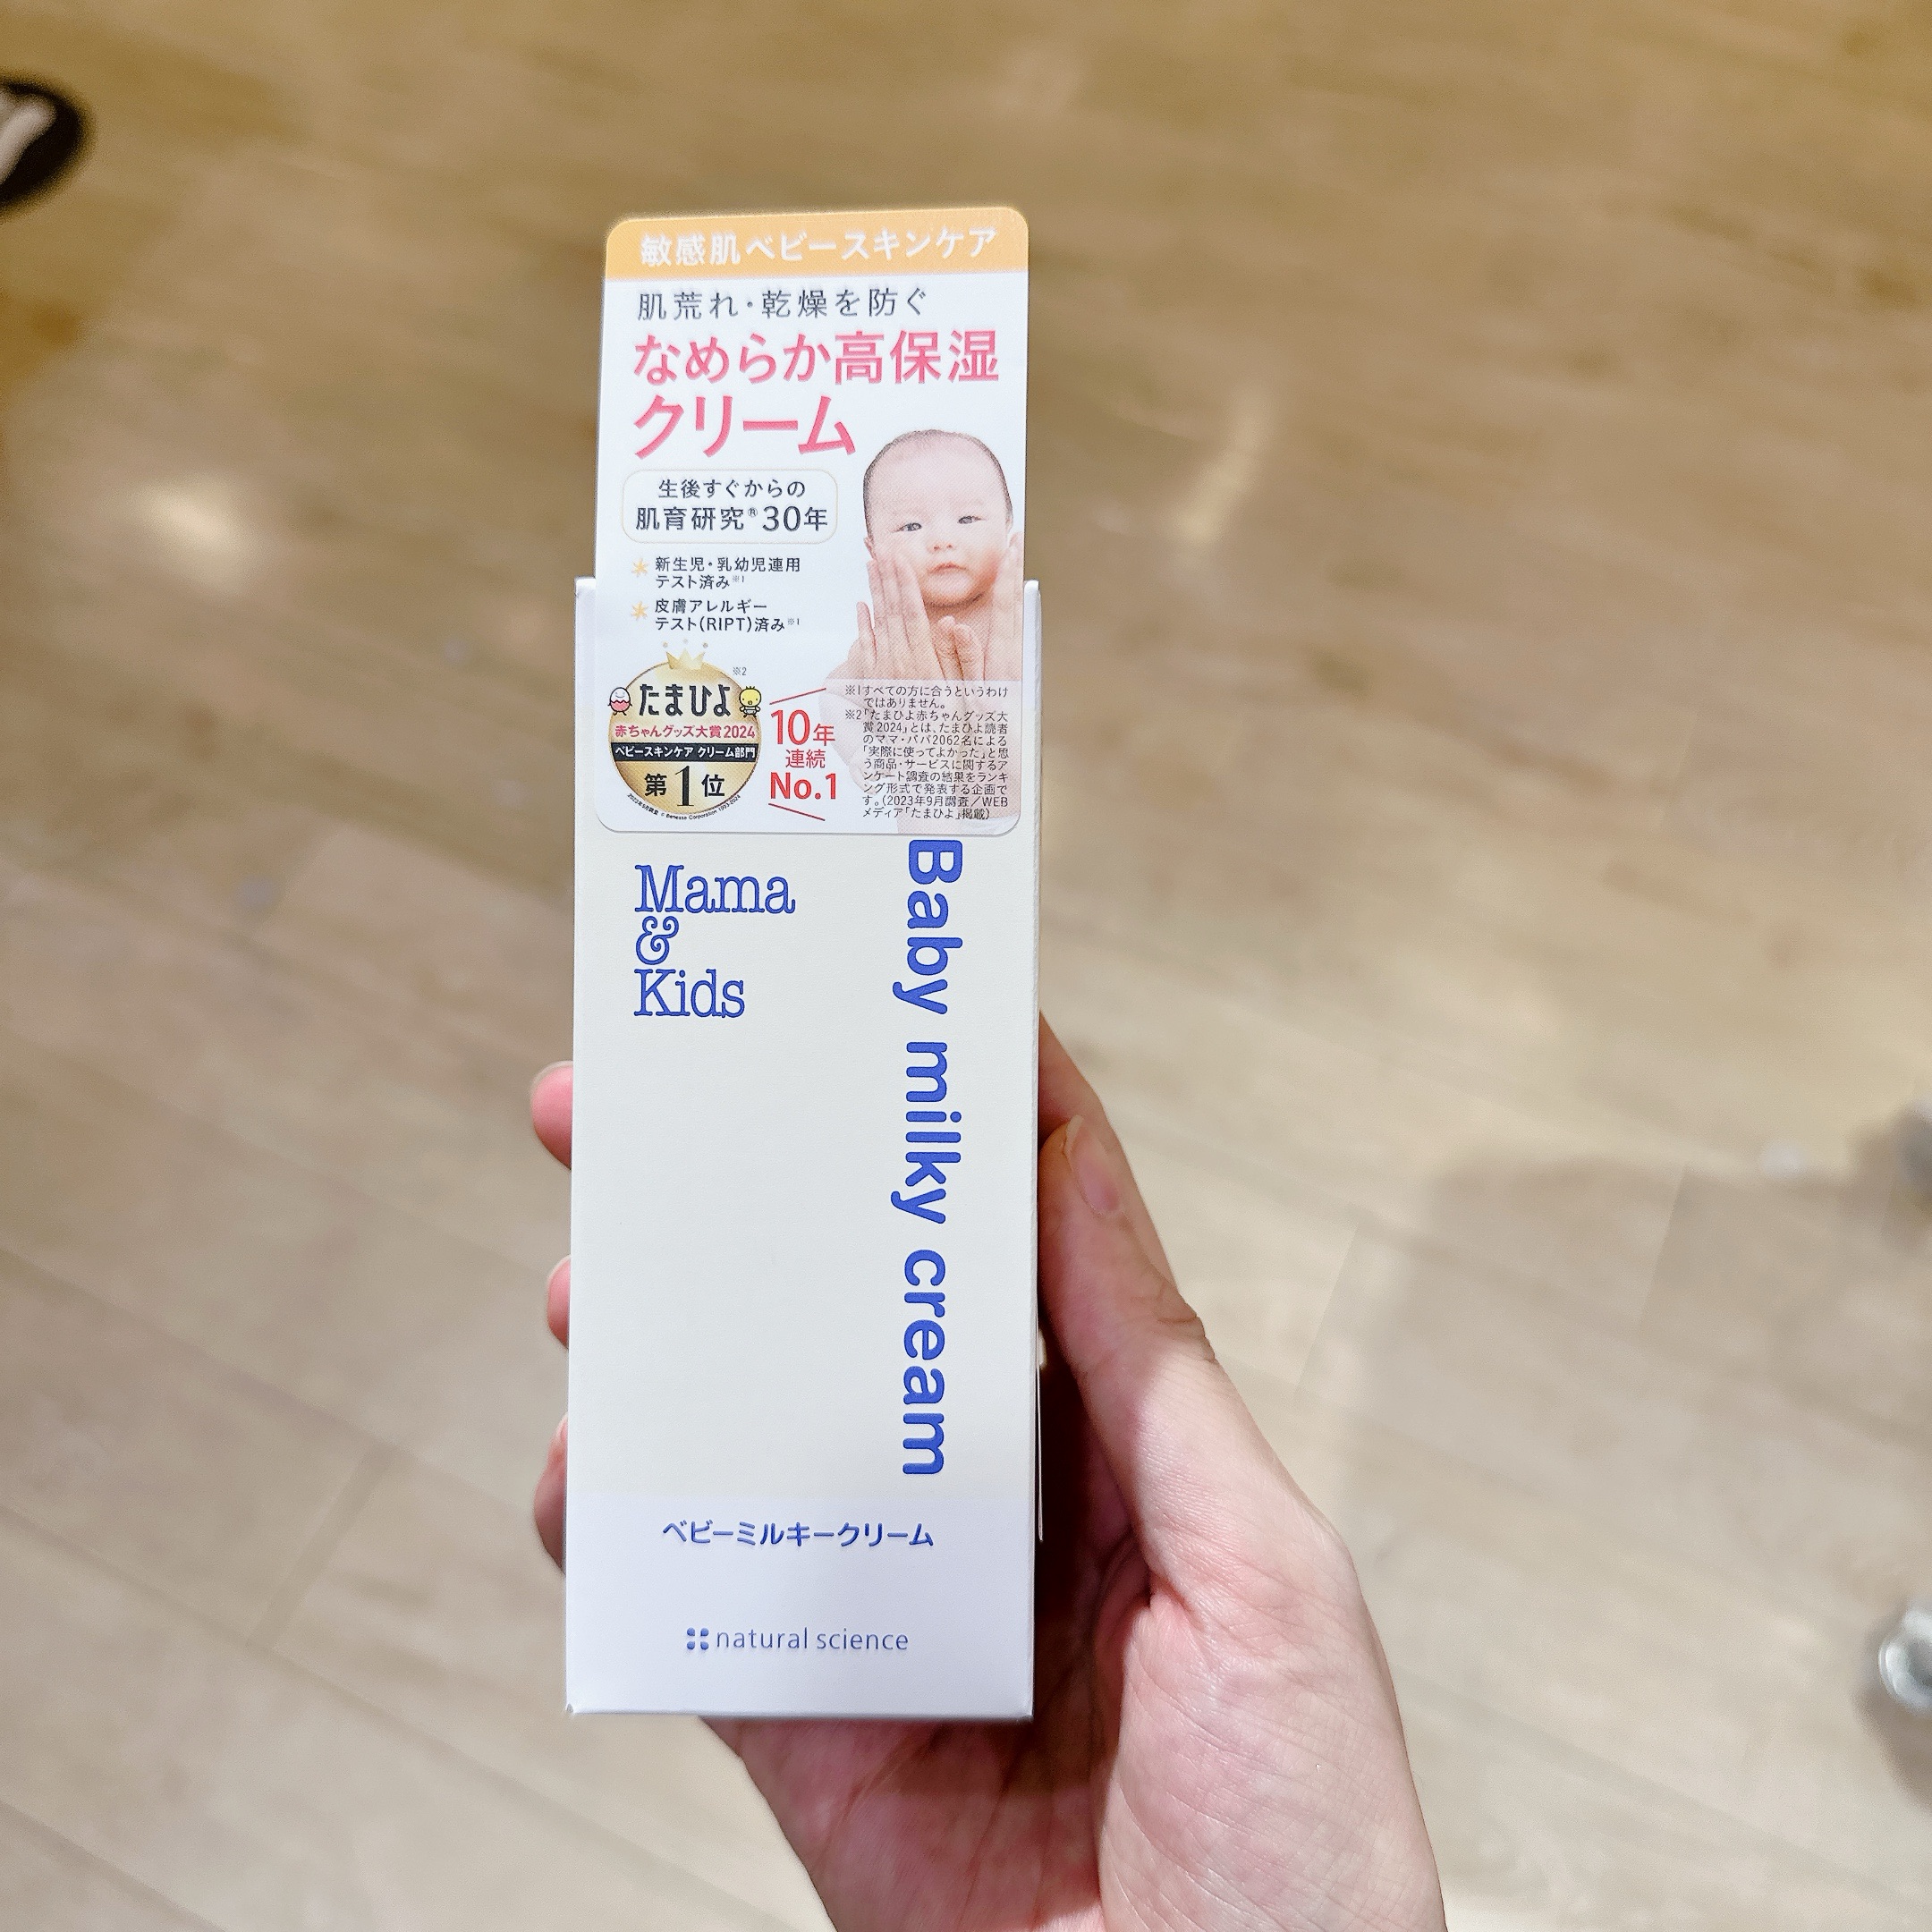 敏感肌ベビースキンケア
肌荒れ・乾燥を防ぐ
なめらか高保湿
クリーム
生後すぐからの
肌育研究®30年
新生児・乳幼児連用
テスト済み※1
皮膚アレルギー
テスト(RIPT)済み※1
※2
たまひよ
赤ちゃんグッズ大賞2024
ベビースキンケア クリーム部門
第1位
10年
連続
No.1
※1すべての方に合うというわけ
ではありません。
※2「たまひよ赤ちゃんグッズ大
賞2024」とは、たまひよ読者
のママ・パパ2062名による
「実際に使ってよかった」と思
う商品・サービスに関するア
ンケート調査の結果をランキ
ング形式で発表する企画で
す。(2023年9月調査/WEB
メディア「たまひよ」掲載)
Mama
&
Kids
Baby milky cream
ベビーミルキークリーム
natural science